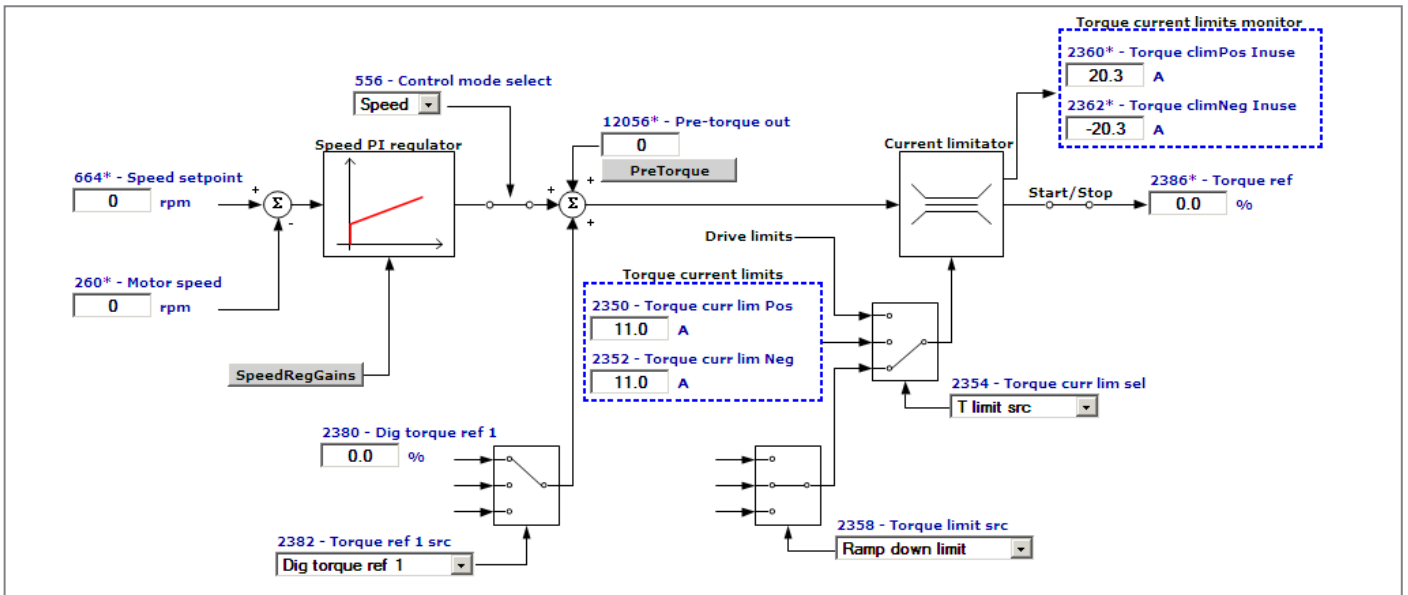 Torque current limits monitor
2360* - Torque climPos Inuse
20.3 A
2362* - Torque climNeg Inuse
-20.3 A
556 - Control mode select
Speed
12056* - Pre-torque out
0
PreTorque
Speed PI regulator
Current limitator
664* - Speed setpoint
0 rpm
+
Σ
-
+
Σ
+
+
Start/Stop
2386* - Torque ref
0.0 %
Drive limits
260* - Motor speed
0 rpm
Torque current limits
2350 - Torque curr lim Pos
11.0 A
2352 - Torque curr lim Neg
11.0 A
SpeedRegGains
2354 - Torque curr lim sel
T limit src
2380 - Dig torque ref 1
0.0 %
2382 - Torque ref 1 src
Dig torque ref 1
2358 - Torque limit src
Ramp down limit